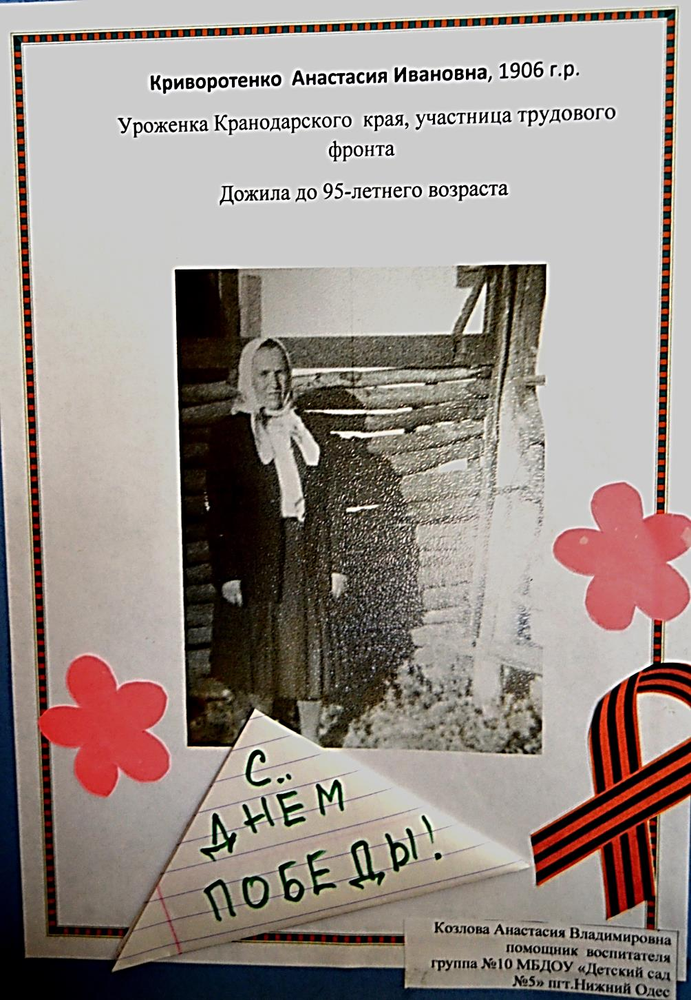 Криворотенко Анастасия Ивановна, 1906 г.р.
Уроженка Кранодарского края, участница трудового
фронта
Дожила до 95-летнего возраста
С..
ДНЕМ
ПОБЕДЫ!
Козлова Анастасия Владимировна
помощник воспитателя
группа №10 МБДОУ «Детский сад
№5» пгт.Нижний Одес